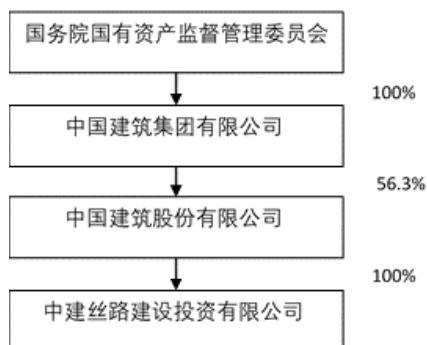 国务院国有资产监督管理委员会
100%
中国建筑集团有限公司
56.3%
中国建筑股份有限公司
100%
中建丝路建设投资有限公司